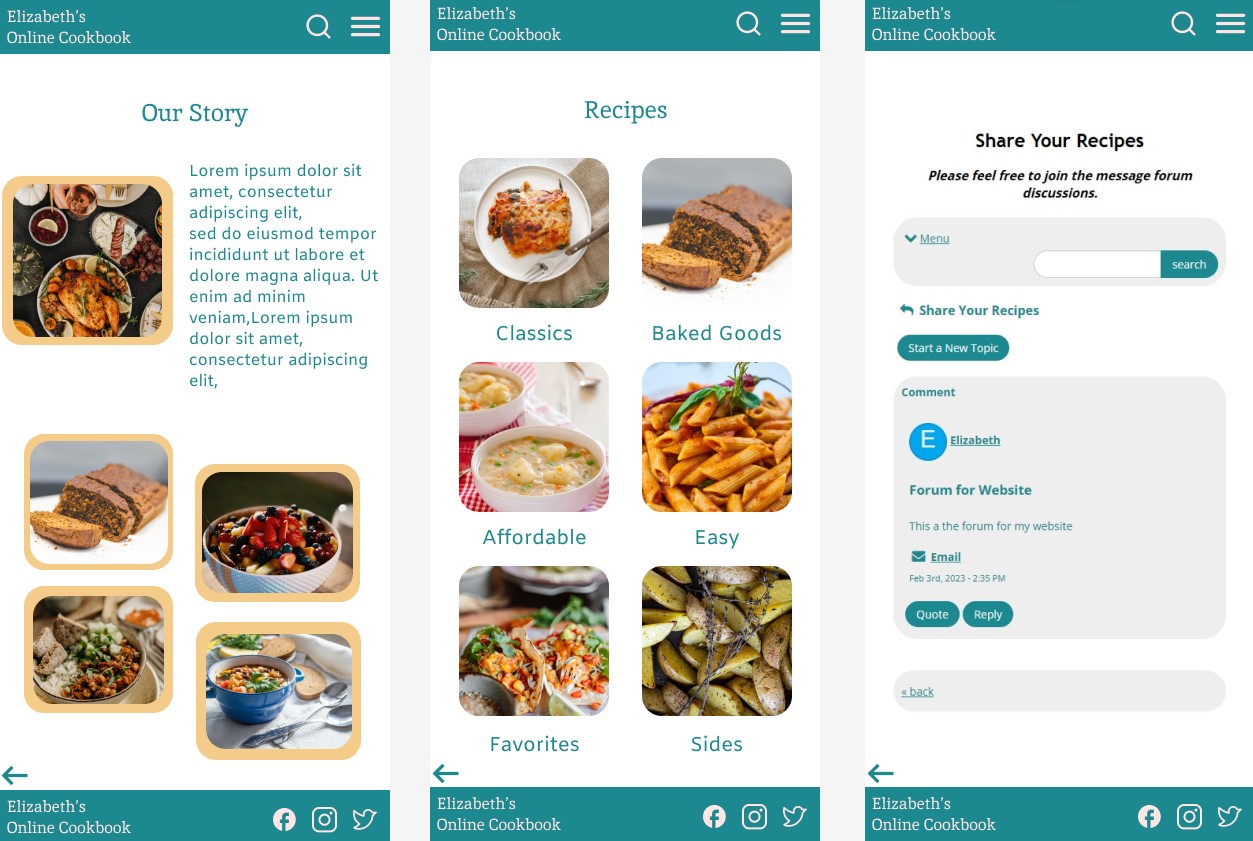 Elizabeth's
Online Cookbook
Our Story
Lorem ipsum dolor sit
amet, consectetur
adipiscing elit,
sed do eiusmod tempor
incididunt ut labore et
dolore magna aliqua. Ut
enim ad minim
veniam,Lorem ipsum
dolor sit amet,
consectetur adipiscing
elit,
Elizabeth's
Online Cookbook
Elizabeth's
Online Cookbook
Recipes
Classics
Baked Goods
Affordable
Easy
Favorites
Sides
Elizabeth's
Online Cookbook
Elizabeth's
Online Cookbook
Share Your Recipes
Please feel free to join the message forum
discussions.
Menu
search
Share Your Recipes
Start a New Topic
Comment
E
Elizabeth
Forum for Website
This a the forum for my website
Email
Feb 3rd, 2023 - 2:35 PM
Quote
Reply
« back
Elizabeth's
Online Cookbook